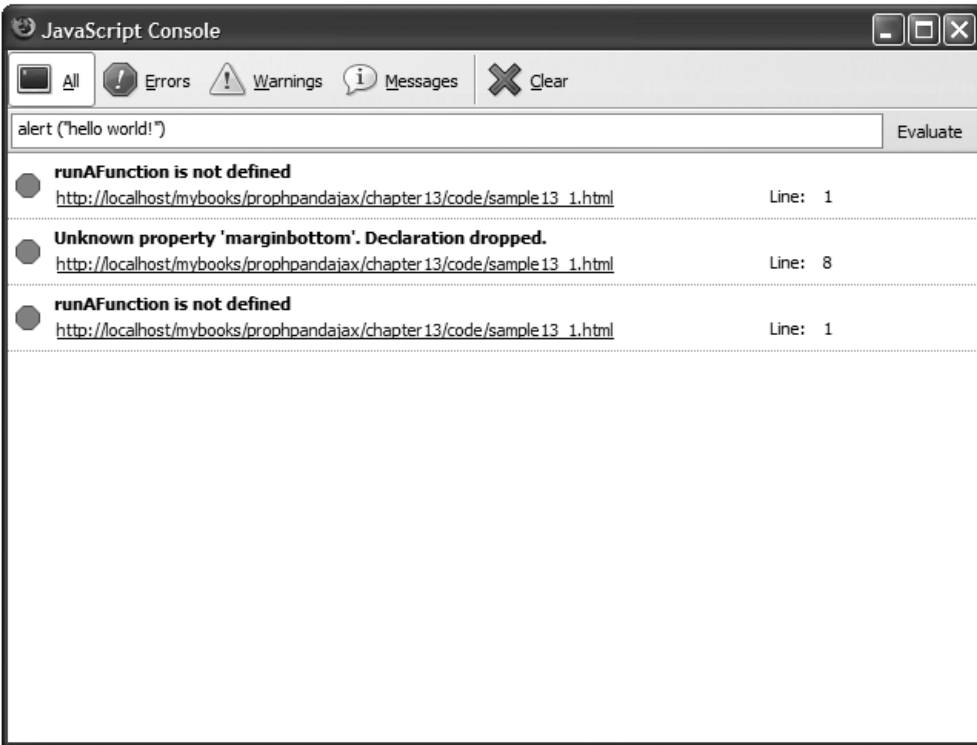 JavaScript Console
All Errors Warnings Messages Clear
alert ("hello world!") Evaluate
runAFunction is not defined
http://localhost/mybooks/prophpandajax/chapter13/code/sample13_1.html Line: 1
Unknown property 'marginbottom'. Declaration dropped.
http://localhost/mybooks/prophpandajax/chapter13/code/sample13_1.html Line: 8
runAFunction is not defined
http://localhost/mybooks/prophpandajax/chapter13/code/sample13_1.html Line: 1